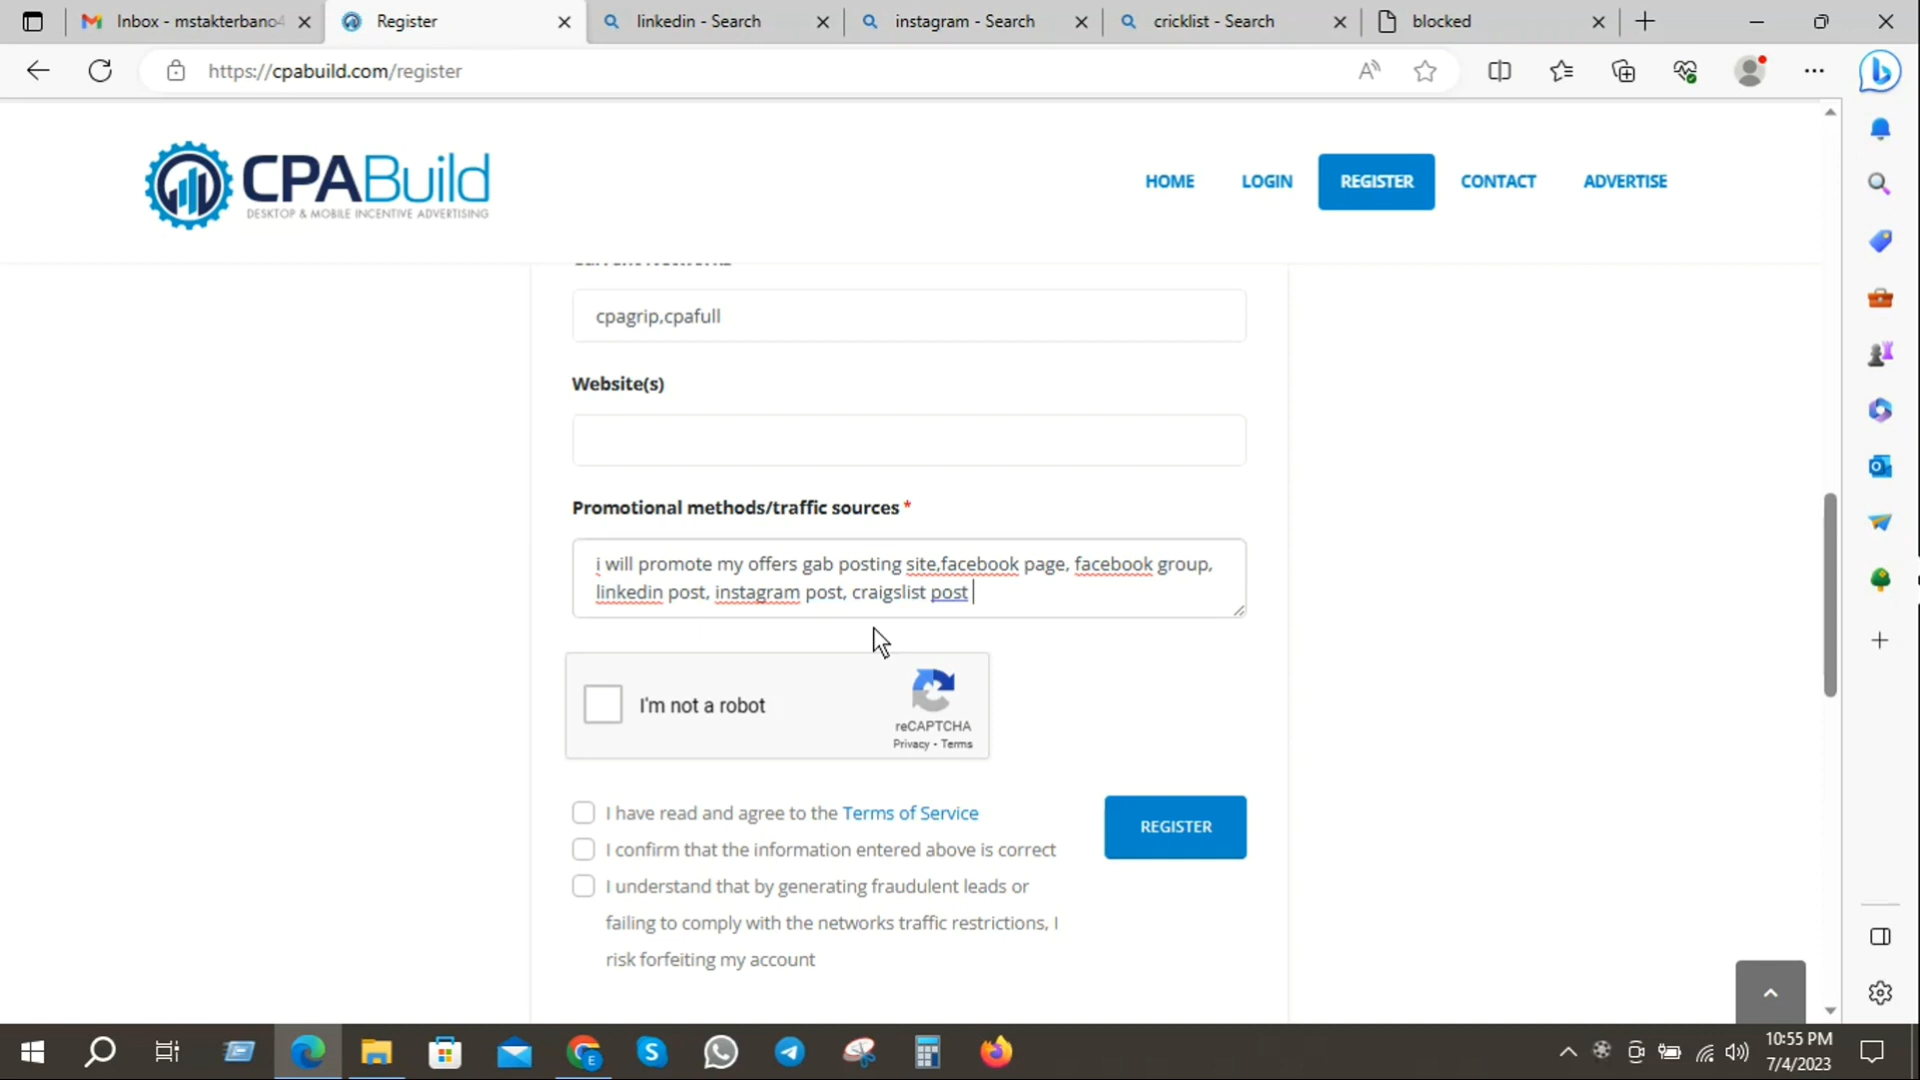 Inbox - mstakterbano4
Register
linkedin - Search
instagram - Search
cricklist - Search
blocked
https://cpabuild.com/register
CPABuild
DESKTOP & MOBILE INCENTIVE ADVERTISING
HOME
LOGIN
REGISTER
CONTACT
ADVERTISE
cpagrip,cpafull
Website(s)
Promotional methods/traffic sources *
i will promote my offers gab posting site,facebook page, facebook group,
linkedin post, instagram post, craigslist post
I'm not a robot
reCAPTCHA
Privacy - Terms
I have read and agree to the Terms of Service
I confirm that the information entered above is correct
I understand that by generating fraudulent leads or
failing to comply with the networks traffic restrictions, I
risk forfeiting my account
REGISTER
10:55 PM
7/4/2023